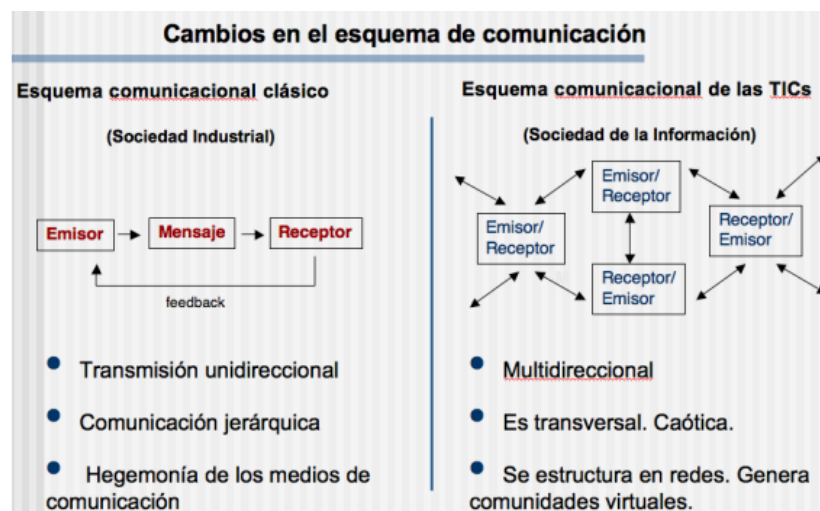 Cambios en el esquema de comunicación
Esquema comunicacional clásico
(Sociedad Industrial)
Emisor
Mensaje
Receptor
feedback
Transmisión unidireccional
Comunicación jerárquica
Hegemonía de los medios de
comunicación
Esquema comunicacional de las TICs
(Sociedad de la Información)
Emisor/
Receptor
Emisor/
Receptor
Receptor/
Emisor
Receptor/
Emisor
Multidireccional
Es transversal. Caótica.
Se estructura en redes. Genera
comunidades virtuales.